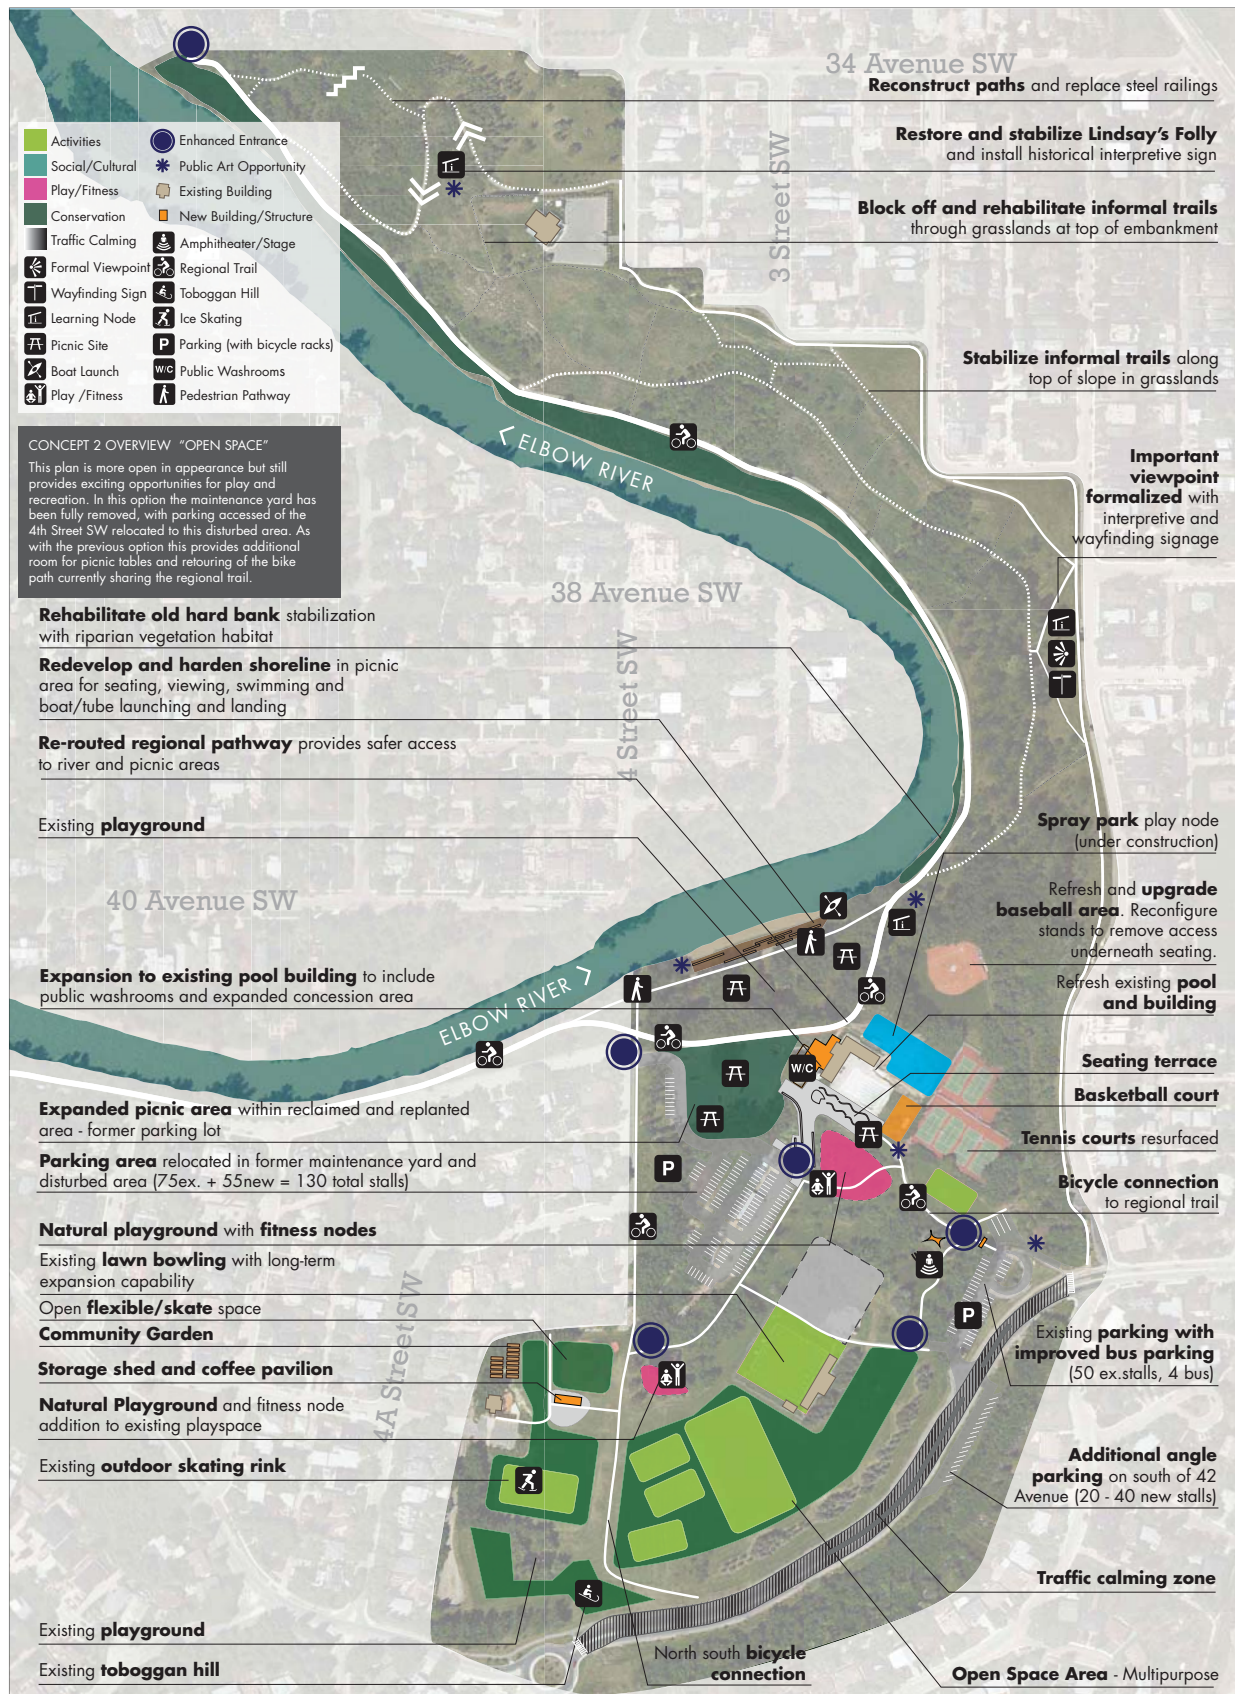 34 Avenue SW
Reconstruct paths and replace steel railings
Restore and stabilize Lindsay's Folly
and install historical interpretive sign
3 Street SW
Block off and rehabilitate informal trails
through grasslands at top of embankment
Activities
Social/Cultural
Play/Fitness
Conservation
Traffic Calming
Formal Viewpoint
Wayfinding Sign
Learning Node
Picnic Site
Boat Launch
Play /Fitness
Enhanced Entrance
Public Art Opportunity
Existing Building
New Building/Structure
Amphitheater/Stage
Regional Trail
Toboggan Hill
Ice Skating
P
Parking (with bicycle racks)
W/C
Public Washrooms
Pedestrian Pathway
Stabilize informal trails along
top of slope in grasslands
CONCEPT 2 OVERVIEW "OPEN SPACE"
This plan is more open in appearance but still
provides exciting opportunities for play and
recreation. In this option the maintenance yard has
been fully removed, with parking accessed of the
4th Street SW relocated to this disturbed area. As
with the previous option this provides additional
room for picnic tables and retouring of the bike
path currently sharing the regional trail.
< ELBOW RIVER
Important
viewpoint
formalized with
interpretive and
wayfinding signage
38 Avenue SW
4 Street SW
Rehabilitate old hard bank stabilization
with riparian vegetation habitat
Redevelop and harden shoreline in picnic
area for seating, viewing, swimming and
boat/tube launching and landing
Re-routed regional pathway provides safer access
to river and picnic areas
Existing playground
40 Avenue SW
Spray park play node
(under construction)
Refresh and upgrade
baseball area. Reconfigure
stands to remove access
underneath seating.
Expansion to existing pool building to include
public washrooms and expanded concession area
ELBOW RIVER >
Refresh existing pool
and building
W/C
Seating terrace
Basketball court
Tennis courts resurfaced
Bicycle connection
to regional trail
Expanded picnic area within reclaimed and replanted
area - former parking lot
Parking area relocated in former maintenance yard and
disturbed area (75ex. + 55new = 130 total stalls)
P
Natural playground with fitness nodes
Existing lawn bowling with long-term
expansion capability
Open flexible/skate space
Community Garden
Storage shed and coffee pavilion
Natural Playground and fitness node
addition to existing playspace
4A Street SW
P
Existing parking with
improved bus parking
(50 ex.stalls, 4 bus)
Existing outdoor skating rink
Additional angle
parking on south of 42
Avenue (20 - 40 new stalls)
Traffic calming zone
Existing playground
Existing toboggan hill
North south bicycle
connection
Open Space Area - Multipurpose